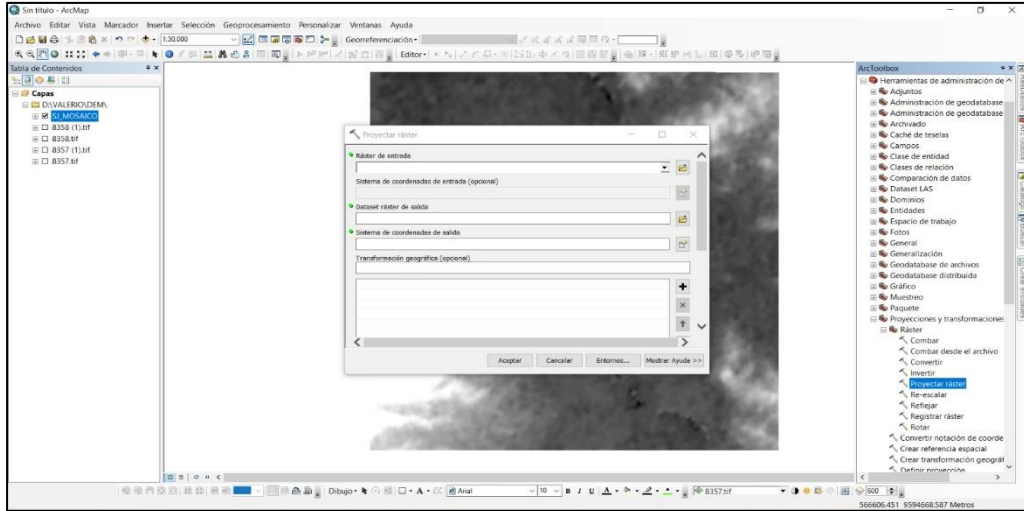 Sin título - ArcMap
Archivo Editar Vista Marcador Insertar Selección Geoprocesamiento Personalizar Ventanas Ayuda
1:30.000
Georreferenciación
Editor
Tabla de Contenidos
Capas
D:\VALERIO\DEM\
SJ_MOSAICO
8358 (1).tif
8358.tif
8357 (1).tif
8357.tif
Proyectar ráster
Ráster de entrada
Sistema de coordenadas de entrada (opcional)
Dataset ráster de salida
Sistema de coordenadas de salida
Transformación geográfica (opcional)
Aceptar
Cancelar
Entornos...
Mostrar Ayuda >>
ArcToolbox
Herramientas de administración de
Adjuntos
Administración de geodatabase
Administración de geodatabase
Archivado
Caché de teselas
Campos
Clase de entidad
Clases de relación
Comparación de datos
Dataset LAS
Dominios
Entidades
Espacio de trabajo
Fotos
General
Generalización
Geodatabase de archivos
Geodatabase distribuida
Gráfico
Muestreo
Paquete
Proyecciones y transformaciones
Ráster
Combar
Combar desde el archivo
Convertir
Invertir
Proyectar ráster
Re-escalar
Reflejar
Registrar ráster
Rotar
Convertir notación de coorde
Crear referencia espacial
Crear transformación geográf
Definir proyección
Dibujo
Arial
10
N K S
8357.tif
500
566606.451 9594668.587 Metros